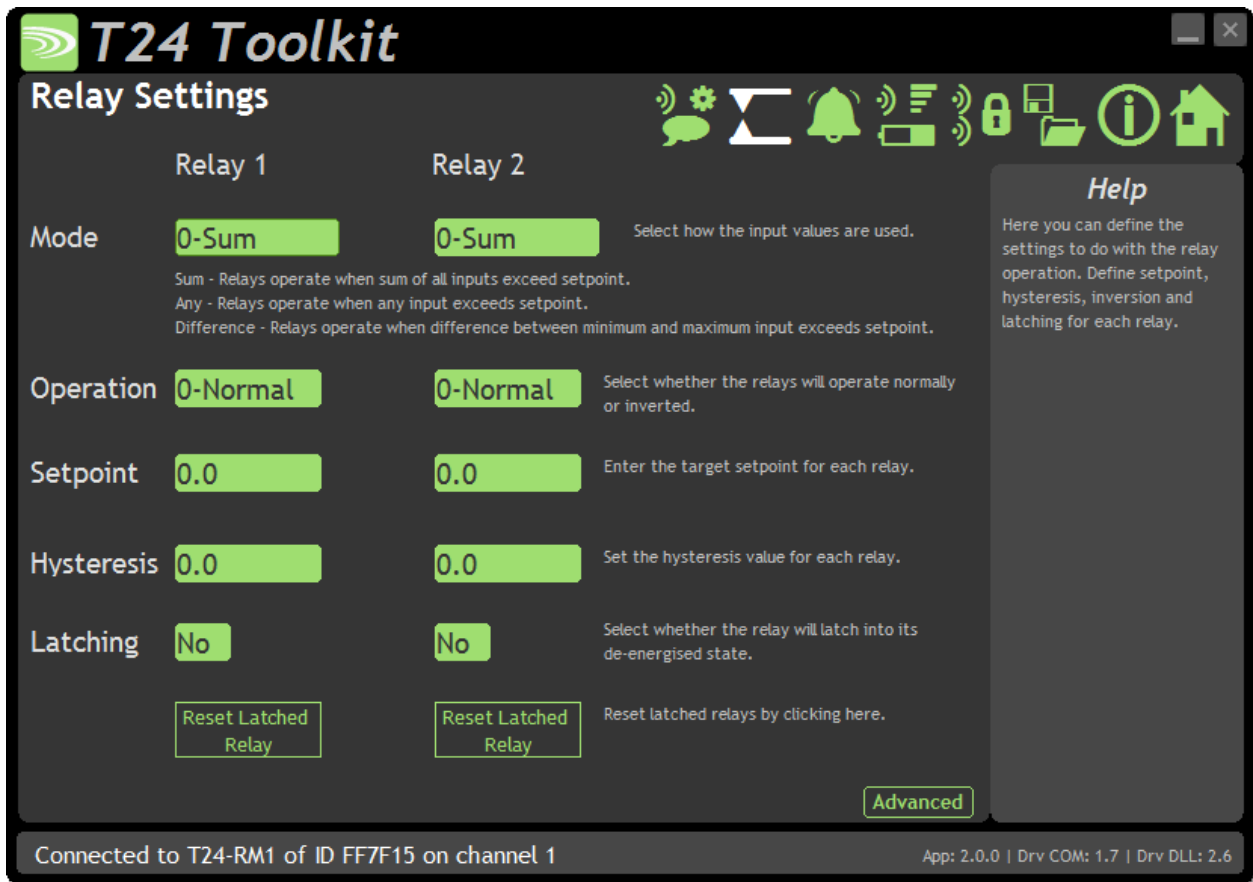 T24 Toolkit
Relay Settings
Relay 1
Relay 2
Mode
0-Sum
0-Sum
Select how the input values are used.
Sum - Relays operate when sum of all inputs exceed setpoint.
Any - Relays operate when any input exceeds setpoint.
Difference - Relays operate when difference between minimum and maximum input exceeds setpoint.
Operation
0-Normal
0-Normal
Select whether the relays will operate normally
or inverted.
Setpoint
0.0
0.0
Enter the target setpoint for each relay.
Hysteresis
0.0
0.0
Set the hysteresis value for each relay.
Latching
No
No
Select whether the relay will latch into its
de-energised state.
Reset Latched
Relay
Reset Latched
Relay
Reset latched relays by clicking here.
Advanced
Help
Here you can define the
settings to do with the relay
operation. Define setpoint,
hysteresis, inversion and
latching for each relay.
Connected to T24-RM1 of ID FF7F15 on channel 1
App: 2.0.0 | Drv COM: 1.7 | Drv DLL: 2.6